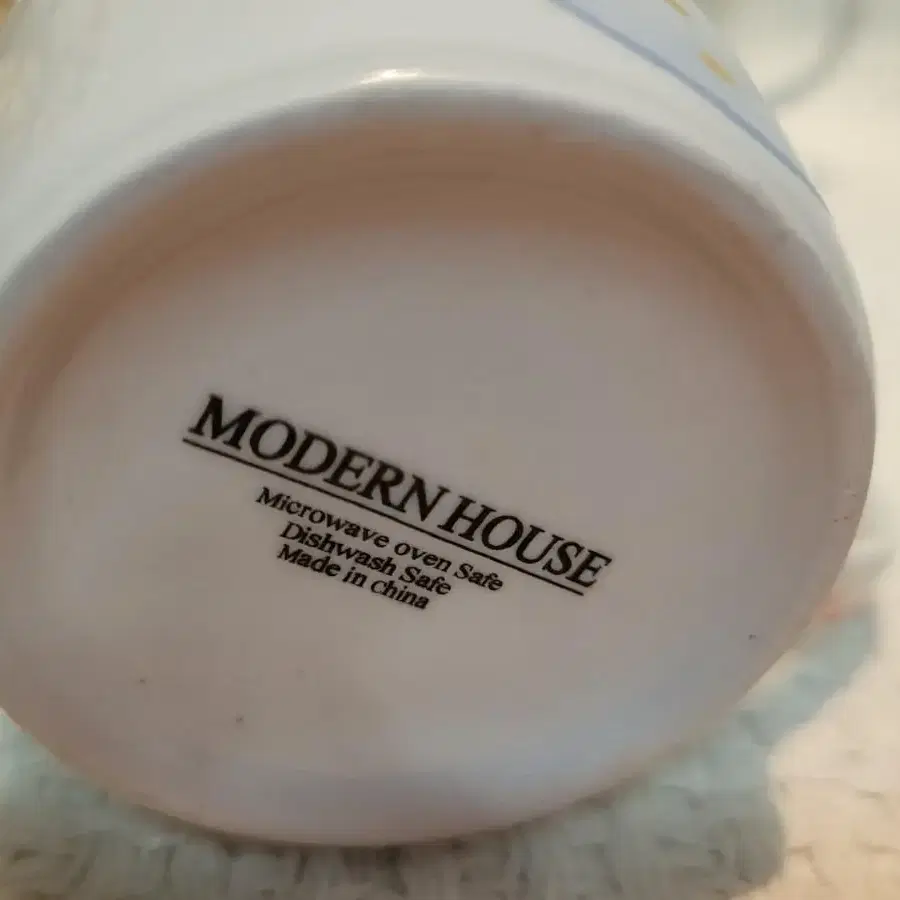 MODERN HOUSE
Microwave oven Safe
Dishwash Safe
Made in china